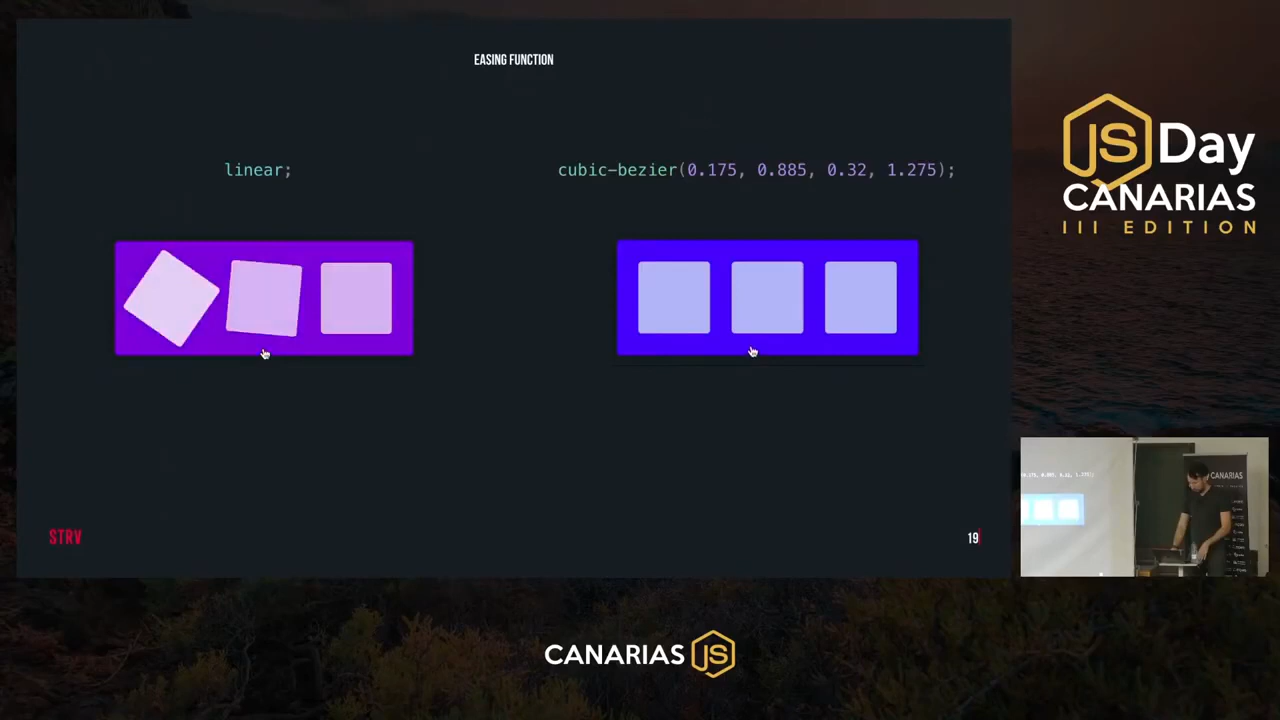 EASING FUNCTION
linear;
cubic-bezier(0.175, 0.885, 0.32, 1.275);
STRV
19
JS Day
CANARIAS
III EDITION
CANARIAS
CANARIAS JS